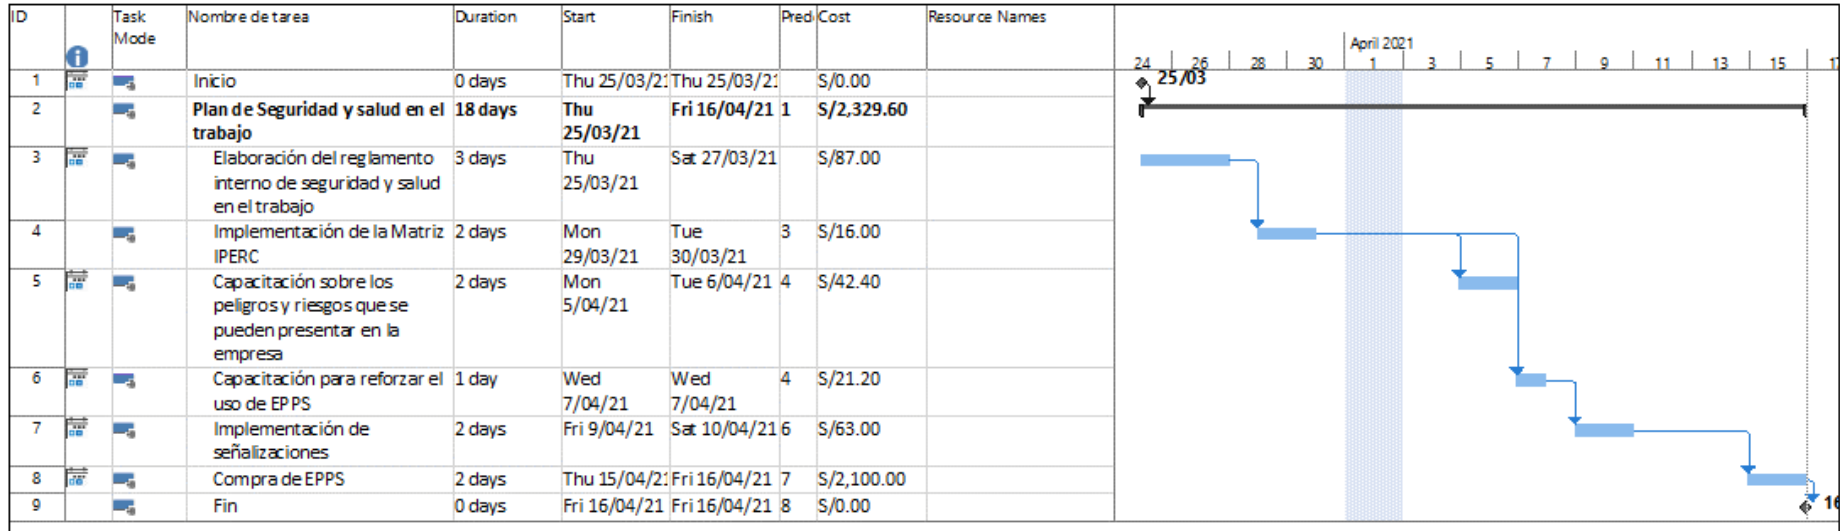 ID Task Nombre de tarea Duration Start Finish Pred Cost Resource Names
Mode
April 2021
24 26 28 30 1 3 5 7 9 11 13 15 17
1 Inicio 0 days Thu 25/03/21 Thu 25/03/21 S/0.00 25/03
2 Plan de Seguridad y salud en el 18 days Thu Fri 16/04/21 1 S/2,329.60
trabajo 25/03/21
3 Elaboración del reglamento 3 days Thu Sat 27/03/21 S/87.00
interno de seguridad y salud 25/03/21
en el trabajo
4 Implementación de la Matriz 2 days Mon Tue 3 S/16.00
IPERC 29/03/21 30/03/21
5 Capacitación sobre los 2 days Mon Tue 6/04/21 4 S/42.40
peligros y riesgos que se 5/04/21
pueden presentar en la
empresa
6 Capacitación para reforzar el 1 day Wed Wed 4 S/21.20
uso de EPPS 7/04/21 7/04/21
7 Implementación de 2 days Fri 9/04/21 Sat 10/04/21 6 S/63.00
señalizaciones
8 Compra de EPPS 2 days Thu 15/04/21 Fri 16/04/21 7 S/2,100.00
9 Fin 0 days Fri 16/04/21 Fri 16/04/21 8 S/0.00 16